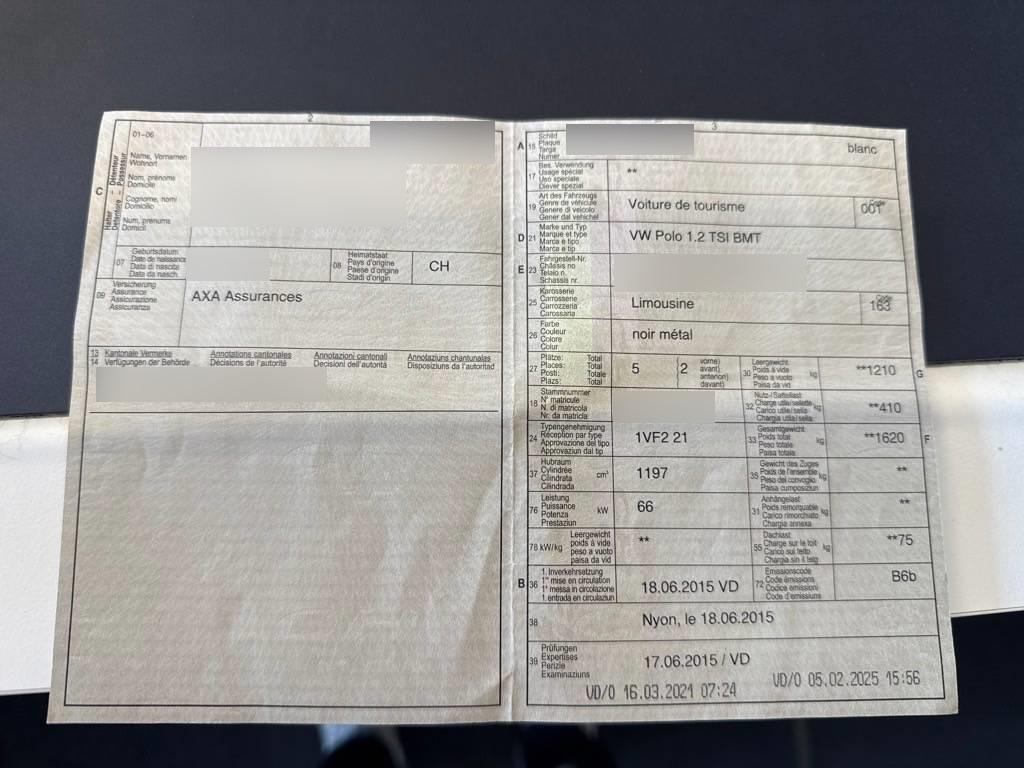 2
01-06
C
Halter - Détenteur
Detentore - Possessur
Name, Vornamen
Wohnort
Nom, prénoms
Domicile
Cognome, nomi
Domicilio
Num, prenums
Domicil
07
Geburtsdatum
Date de naissance
Data di nascita
Data da nasch.
08
Heimatstaat
Pays d'origine
Paese d'origine
Stadi d'origin
CH
09
Versicherung
Assurance
Assicurazione
Assicuranza
AXA Assurances
13 Kantonale Vermerke Annotations cantonales Annotazioni cantonali Annotaziuns chantunalas
14 Verfügungen der Behörde Décisions de l'autorité Decisioni dell'autorità Disposiziuns da l'autoritad
3
A 15
Schild
Plaque
Targa
Numer
blanc
17
Bes. Verwendung
Usage spécial
Uso speciale
Diever spezial
**
19
Art des Fahrzeugs
Genre de véhicule
Genere di veicolo
Gener dal vehichel
Voiture de tourisme
Code
001
D 21
Marke und Typ
Marque et type
Marca e tipo
Marca e tip
VW Polo 1.2 TSI BMT
E 23
Fahrgestell-Nr.
Châssis no
Telaio n.
Schassis nr.
25
Karosserie
Carrosserie
Carrozzeria
Carossaria
Limousine
Code
163
26
Farbe
Couleur
Colore
Colur
noir métal
27
Plätze: Total
Places: Total
Posti: Totale
Plazs: Total
5
(2
vorne)
avant)
anteriori)
davant)
30
Leergewicht
Poids à vide
Peso a vuoto
Paisa da vid
kg
**1210
G
18
Stammnummer
N° matricule
N. di matricola
Nr. da matricla
32
Nutz-/Sattellast
Charge utile/sellette
Carico utile/sella
Chargia utila/sella
kg
**410
24
Typengenehmigung
Réception par type
Approvazione del tipo
Approvaziun dal tip
1VF2 21
33
Gesamtgewicht
Poids total
Peso totale
Paisa totala
kg
**1620
F
37
Hubraum
Cylindrée
Cilindrata
Cilindrada
cm³
1197
35
Gewicht des Zuges
Poids de l'ensemble
Peso del convoglio
Paisa cumposiziun
kg
**
76
Leistung
Puissance
Potenza
Prestaziun
kW
66
31
Anhängelast
Poids remorquable
Carico rimorchiato
Chargia annexa
kg
**
78 kW/kg
Leergewicht
poids à vide
peso a vuoto
paisa da vid
**
55
Dachlast
Charge sur le toit
Carico sul tetto
Chargia sin il tetg
kg
**75
B 36
1. Inverkehrsetzung
1re mise en circulation
1a messa in circolazione
1. entrada en circulaziun
18.06.2015 VD
72
Emissionscode
Code émissions
Codice emissioni
Code d'emissiuns
B6b
38
Nyon, le 18.06.2015
39
Prüfungen
Expertises
Perizie
Examinaziuns
17.06.2015 / VD
VD/0 16.03.2021 07:24
VD/0 05.02.2025 15:56